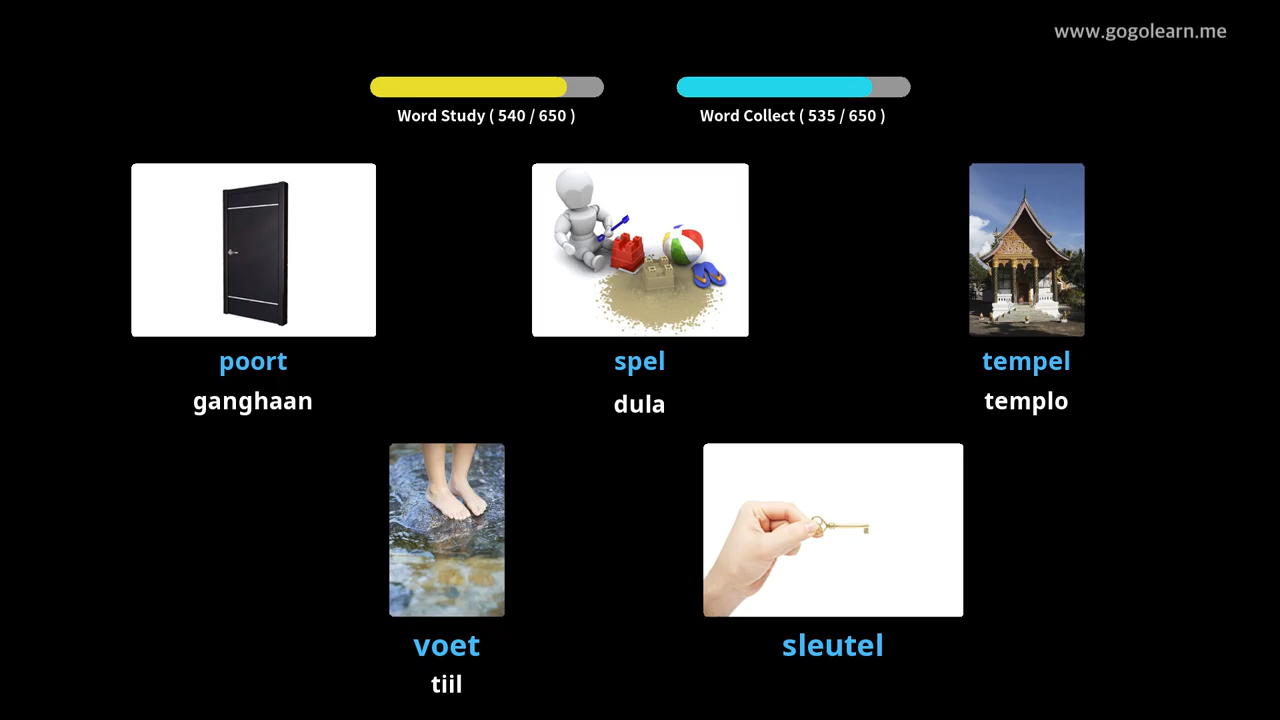 www.gogolearn.me
Word Study ( 540 / 650 )
Word Collect ( 535 / 650 )
poort
spel
tempel
ganghaan
dula
templo
voet
sleutel
tiil